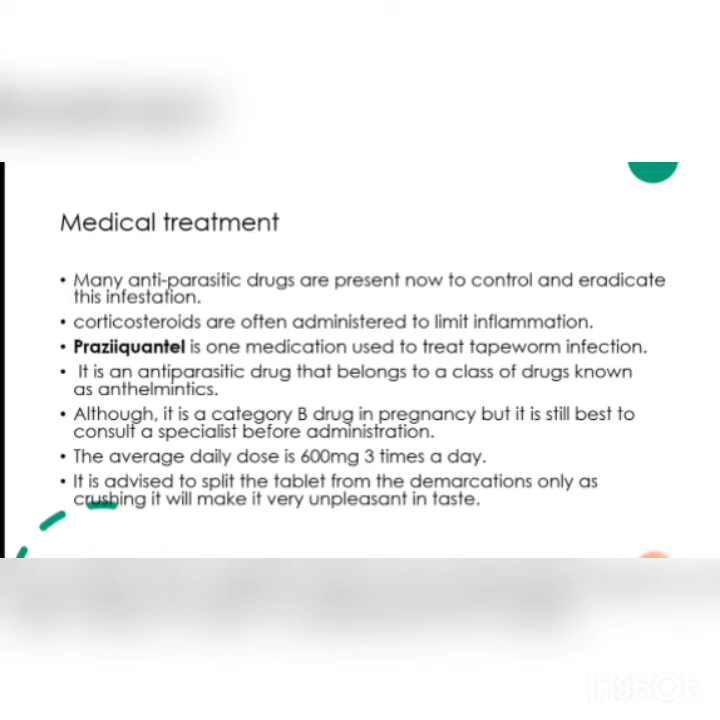 Medical treatment
• Many anti-parasitic drugs are present now to control and eradicate
this infestation.
• corticosteroids are often administered to limit inflammation.
• Praziiquantel is one medication used to treat tapeworm infection.
• It is an antiparasitic drug that belongs to a class of drugs known
as anthelmintics.
• Although, it is a category B drug in pregnancy but it is still best to
consult a specialist before administration.
• The average daily dose is 600mg 3 times a day.
• It is advised to split the tablet from the demarcations only as
crushing it will make it very unpleasant in taste.
InShOt